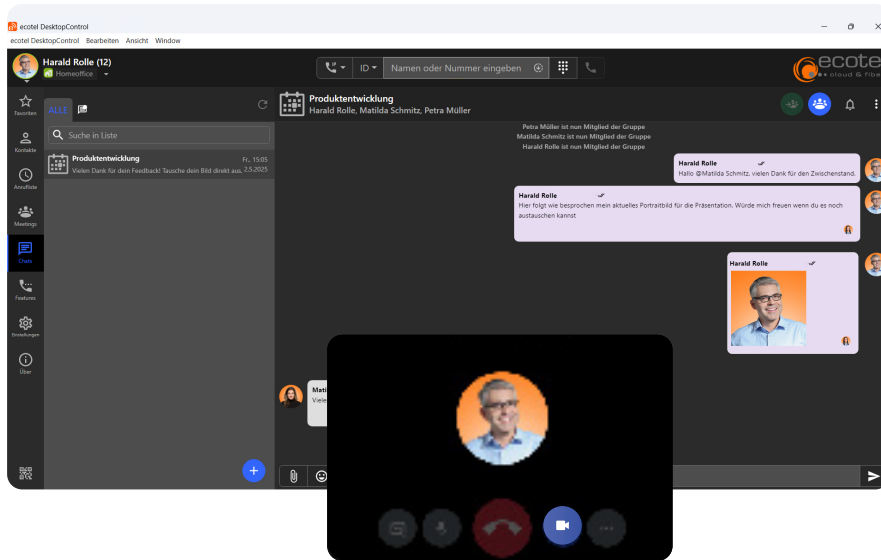 ecotel DesktopControl
ecotel DesktopControl Bearbeiten Ansicht Window
Harald Rolle (12)
Homeoffice
ID
Namen oder Nummer eingeben
ecote
cloud & fibe
Favoriten
Kontakte
Anrufliste
Meetings
Chats
Features
Einstellungen
Über
ALLE
Suche in Liste
Produktentwicklung
Fr., 15:05
Vielen Dank für dein Feedback! Tausche dein Bild direkt aus.
2.5.2025
Produktentwicklung
Harald Rolle, Matilda Schmitz, Petra Müller
Petra Müller ist nun Mitglied der Gruppe
Matilda Schmitz ist nun Mitglied der Gruppe
Harald Rolle ist nun Mitglied der Gruppe
Harald Rolle
Hallo @Matilda Schmitz, vielen Dank für den Zwischenstand.
Harald Rolle
Hier folgt wie besprochen mein aktuelles Portraitbild für die Präsentation. Würde mich freuen wenn du es noch
austauschen kannst
Harald Rolle
Mati
Viele